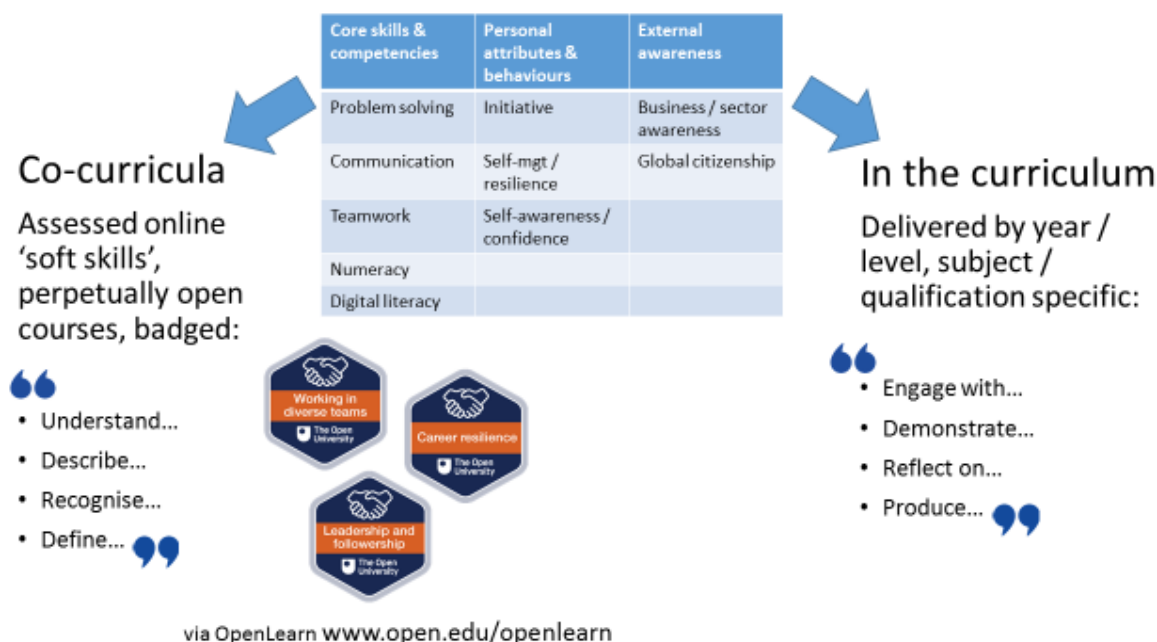 Core skills &
competencies
Personal
attributes &
behaviours
External
awareness
Problem solving
Initiative
Business / sector
awareness
Communication
Self-mgt /
resilience
Global citizenship
Teamwork
Self-awareness /
confidence
Numeracy
Digital literacy
Co-curricula
Assessed online
‘soft skills’,
perpetually open
courses, badged:
“
• Understand...
• Describe...
• Recognise...
• Define... ”
Working in
diverse teams
The Open
University
Career resilience
The Open
University
Leadership and
followership
The Open
University
via OpenLearn www.open.edu/openlearn
In the curriculum
Delivered by year /
level, subject /
qualification specific:
“
• Engage with...
• Demonstrate...
• Reflect on...
• Produce... ”